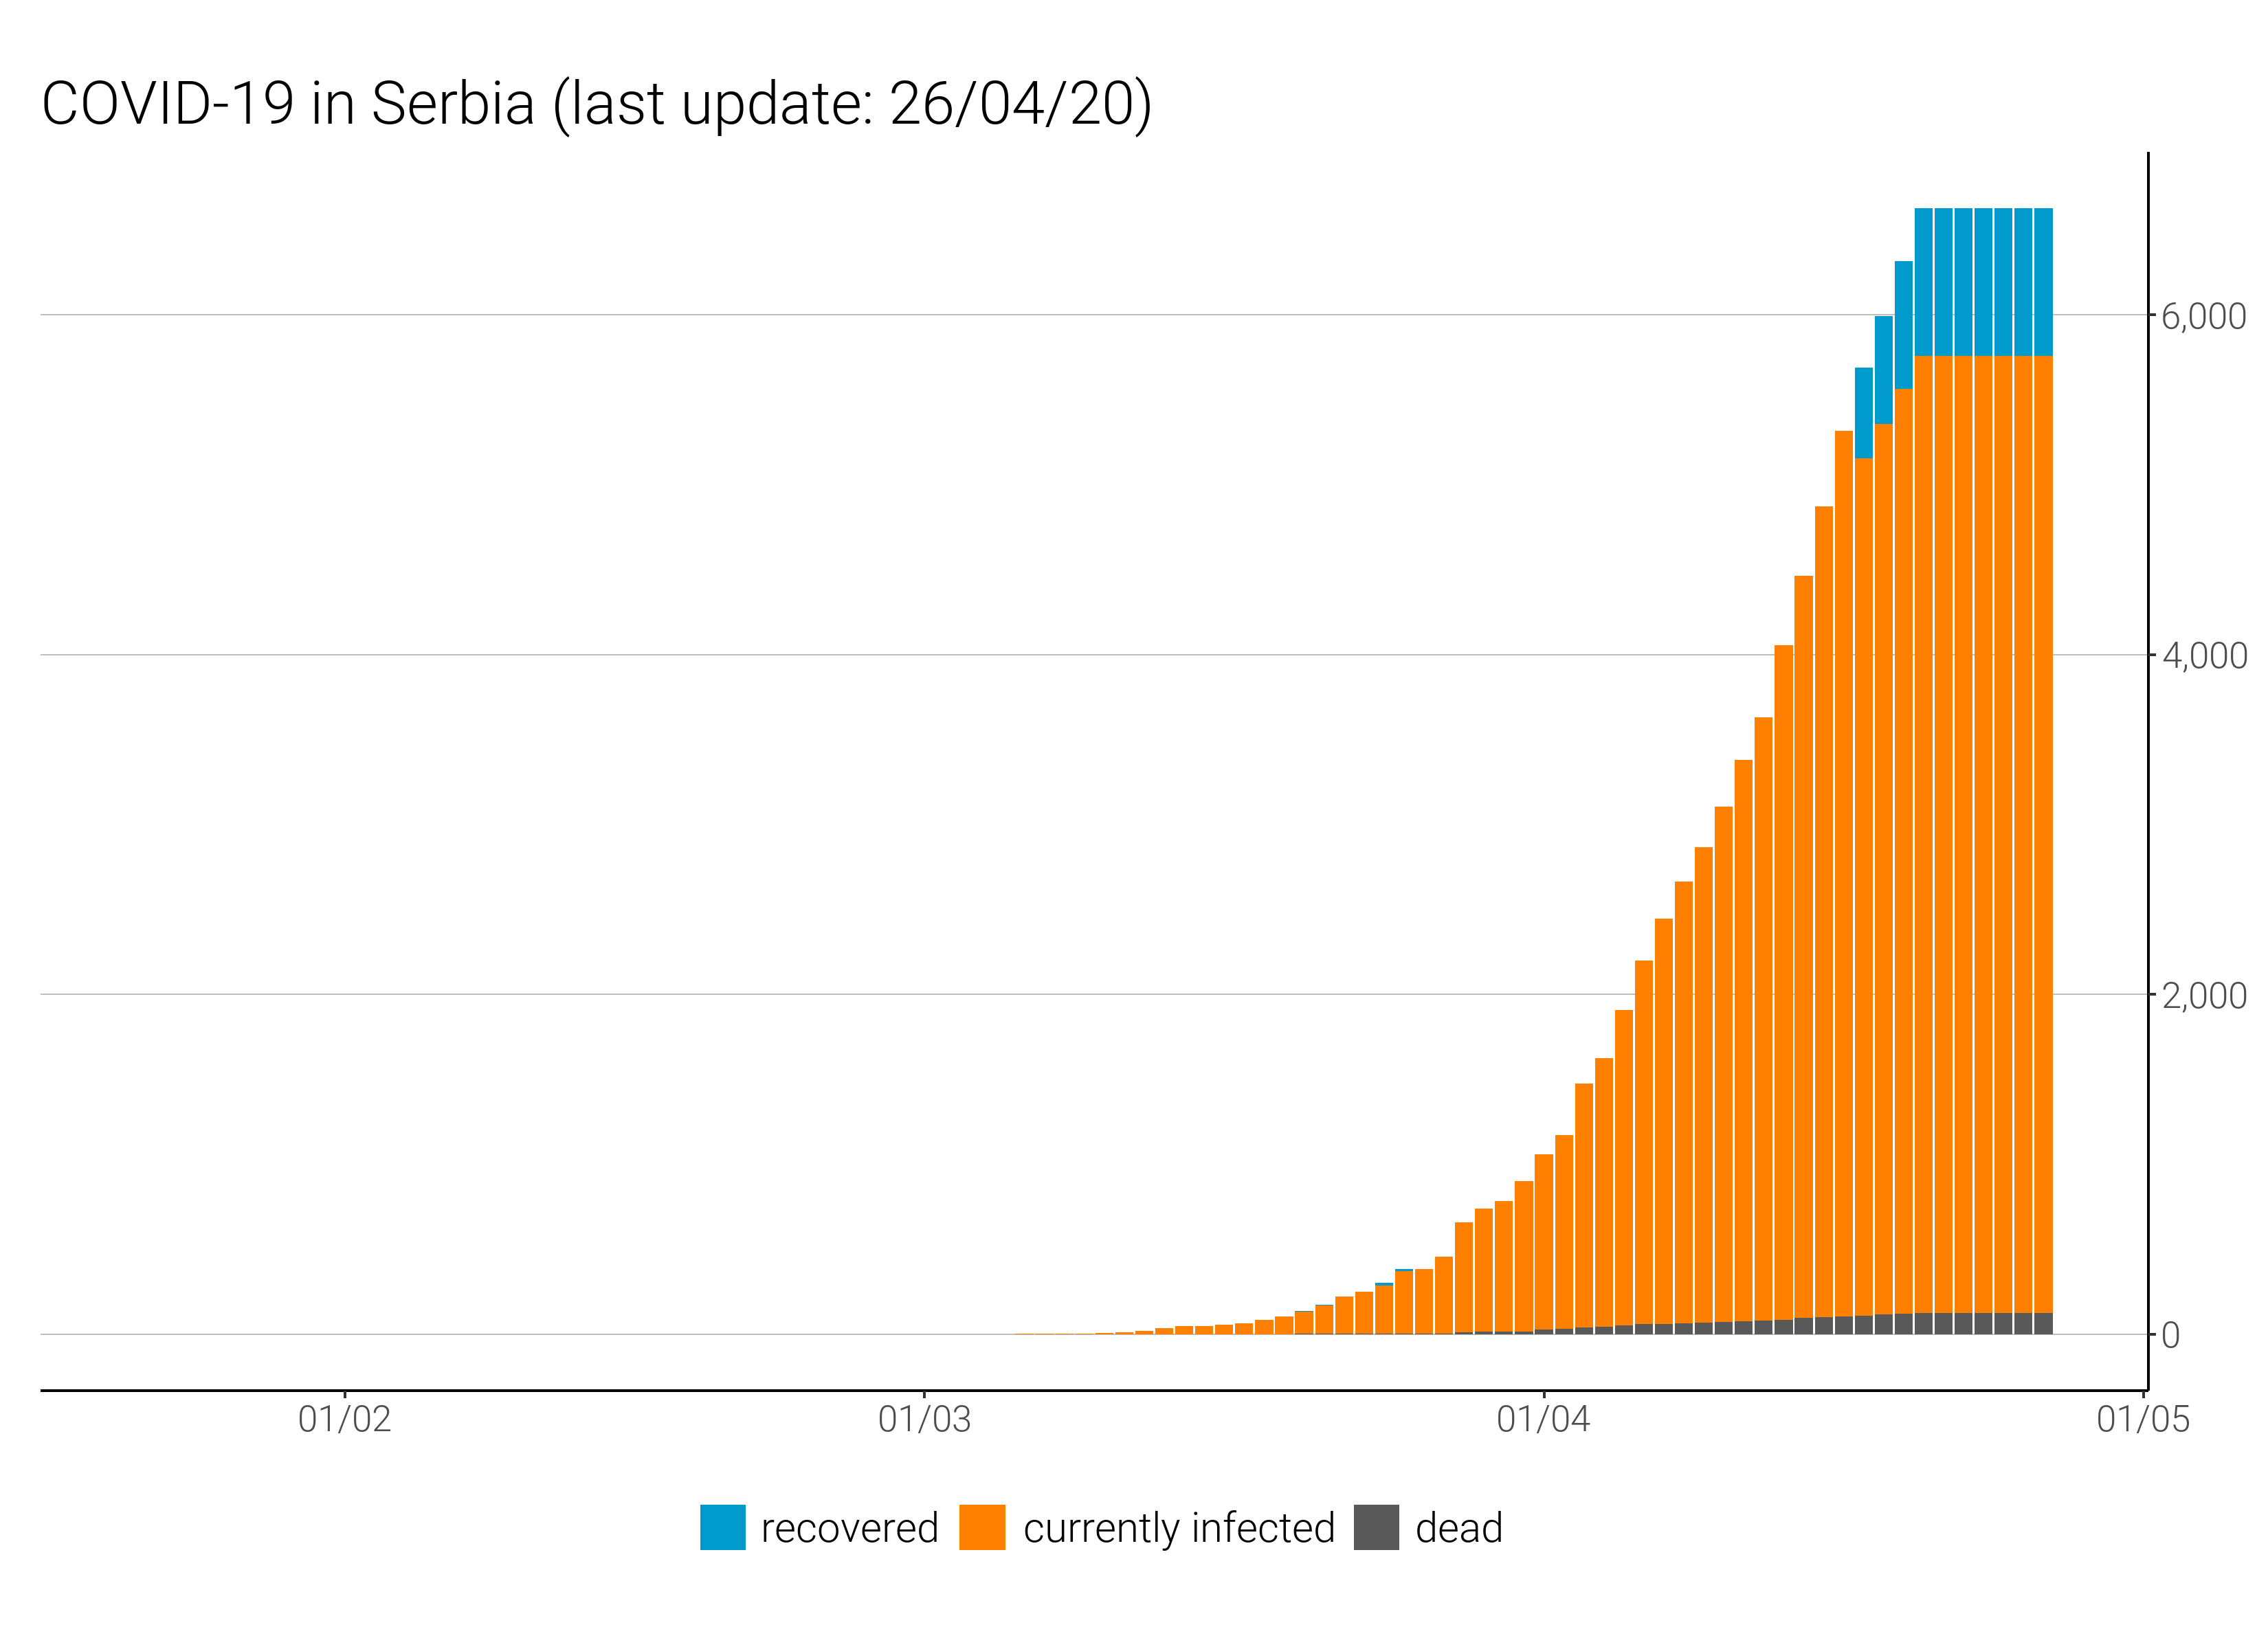 COVID-19 in Serbia (last update: 26/04/20)
6,000
4,000
2,000
0
01/02 01/03 01/04 01/05
recovered currently infected dead